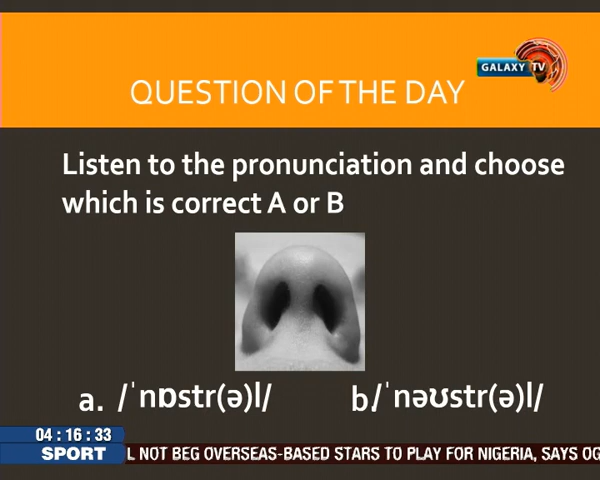 GALAXY TV
QUESTION OF THE DAY
Listen to the pronunciation and choose
which is correct A or B
a. /ˈnɒstr(ə)l/ b/ˈnəʊstr(ə)l/
04 : 16 : 33
SPORT L NOT BEG OVERSEAS-BASED STARS TO PLAY FOR NIGERIA, SAYS OG